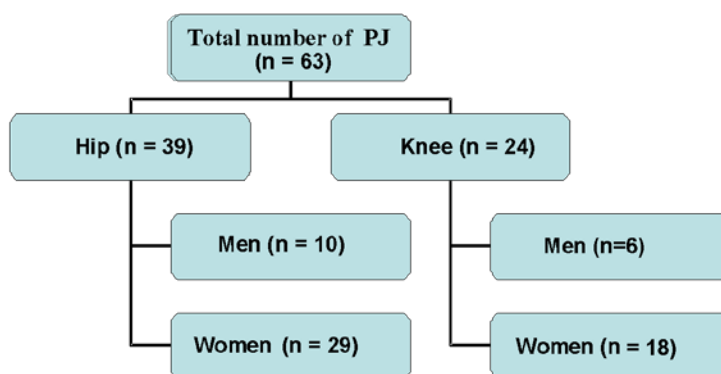 Total number of PJ
(n = 63)
Hip (n = 39)
Knee (n = 24)
Men (n = 10)
Men (n=6)
Women (n = 29)
Women (n = 18)